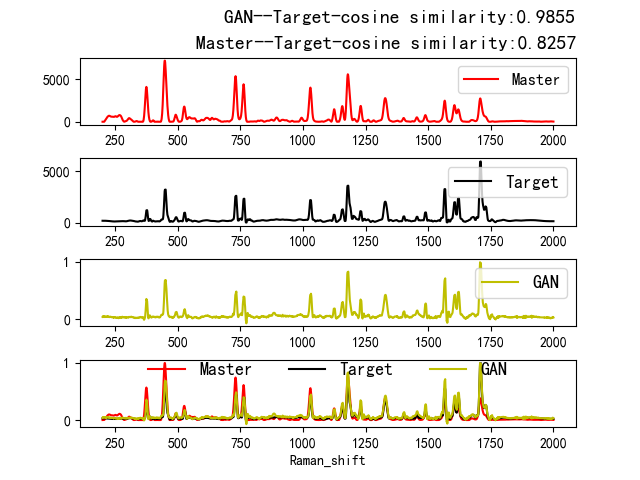 GAN--Target-cosine similarity:0.9855
Master--Target-cosine similarity:0.8257
5000
0
Master
250 500 750 1000 1250 1500 1750 2000
5000
0
Target
250 500 750 1000 1250 1500 1750 2000
1
0
GAN
250 500 750 1000 1250 1500 1750 2000
1
0
Master Target GAN
250 500 750 1000 1250 1500 1750 2000
Raman_shift